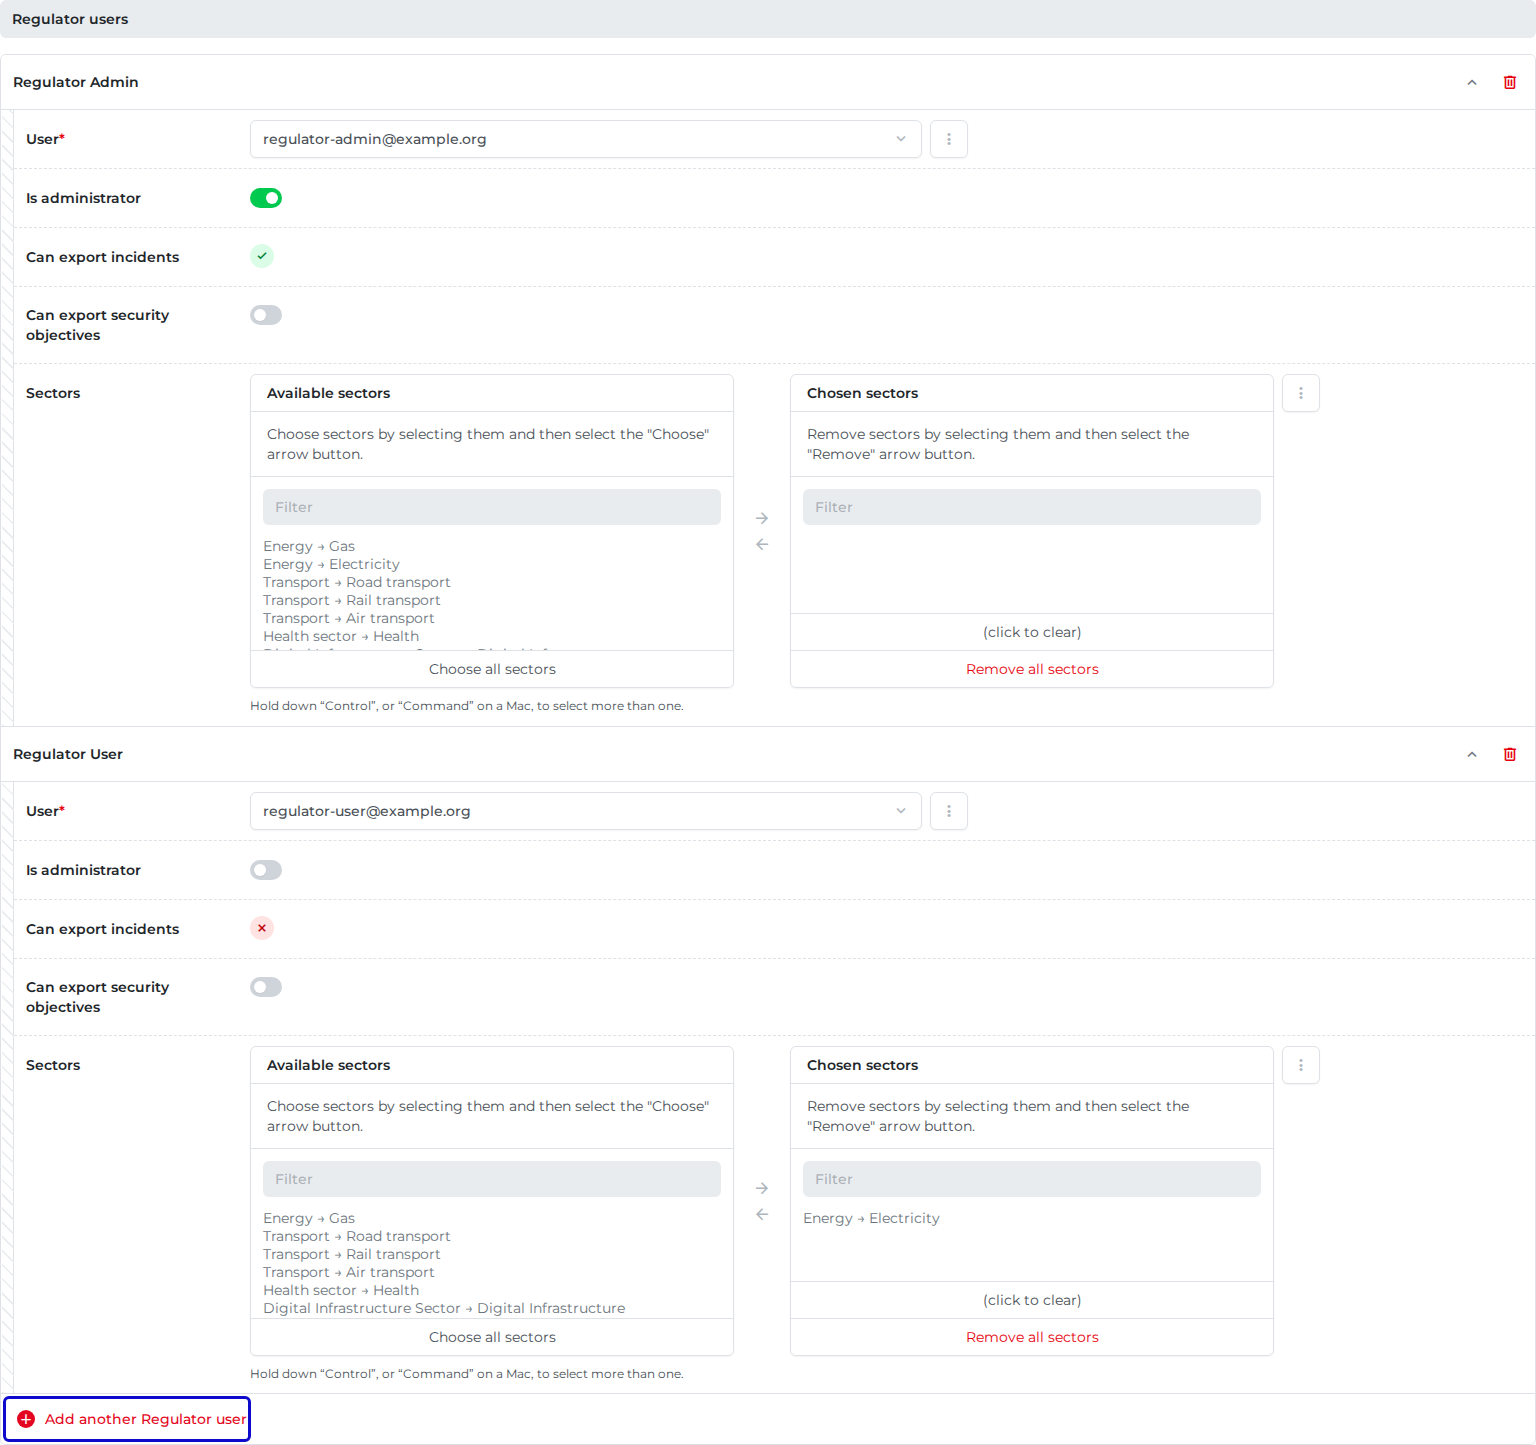 Regulator users
Regulator Admin
User*
regulator-admin@example.org
Is administrator
Can export incidents
Can export security
objectives
Sectors
Available sectors
Choose sectors by selecting them and then select the "Choose"
arrow button.
Filter
Energy → Gas
Energy → Electricity
Transport → Road transport
Transport → Rail transport
Transport → Air transport
Health sector → Health
Choose all sectors
Chosen sectors
Remove sectors by selecting them and then select the
"Remove" arrow button.
Filter
(click to clear)
Remove all sectors
Hold down “Control”, or “Command” on a Mac, to select more than one.
Regulator User
User*
regulator-user@example.org
Is administrator
Can export incidents
Can export security
objectives
Sectors
Available sectors
Choose sectors by selecting them and then select the "Choose"
arrow button.
Filter
Energy → Gas
Transport → Road transport
Transport → Rail transport
Transport → Air transport
Health sector → Health
Digital Infrastructure Sector → Digital Infrastructure
Choose all sectors
Chosen sectors
Remove sectors by selecting them and then select the
"Remove" arrow button.
Filter
Energy → Electricity
(click to clear)
Remove all sectors
Hold down “Control”, or “Command” on a Mac, to select more than one.
Add another Regulator user